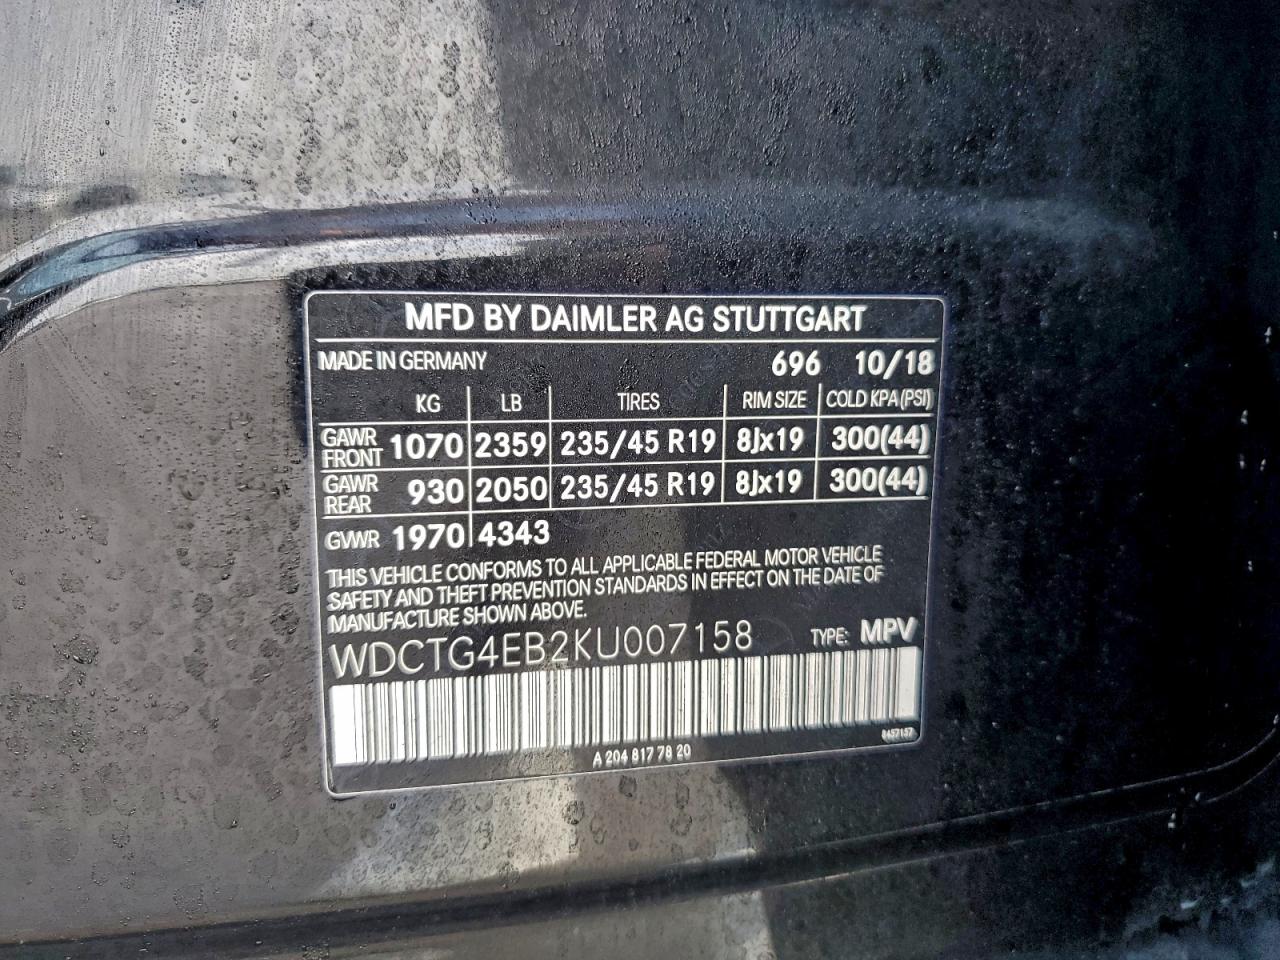 MFD BY DAIMLER AG STUTTGART
MADE IN GERMANY 696 10/18
KG LB TIRES RIM SIZE COLD KPA (PSI)
GAWR FRONT 1070 2359 235/45 R19 8Jx19 300(44)
GAWR REAR 930 2050 235/45 R19 8Jx19 300(44)
GVWR 1970 4343
THIS VEHICLE CONFORMS TO ALL APPLICABLE FEDERAL MOTOR VEHICLE
SAFETY AND THEFT PREVENTION STANDARDS IN EFFECT ON THE DATE OF
MANUFACTURE SHOWN ABOVE.
WDCTG4EB2KU007158 TYPE: MPV
8457157
A 204 817 78 20